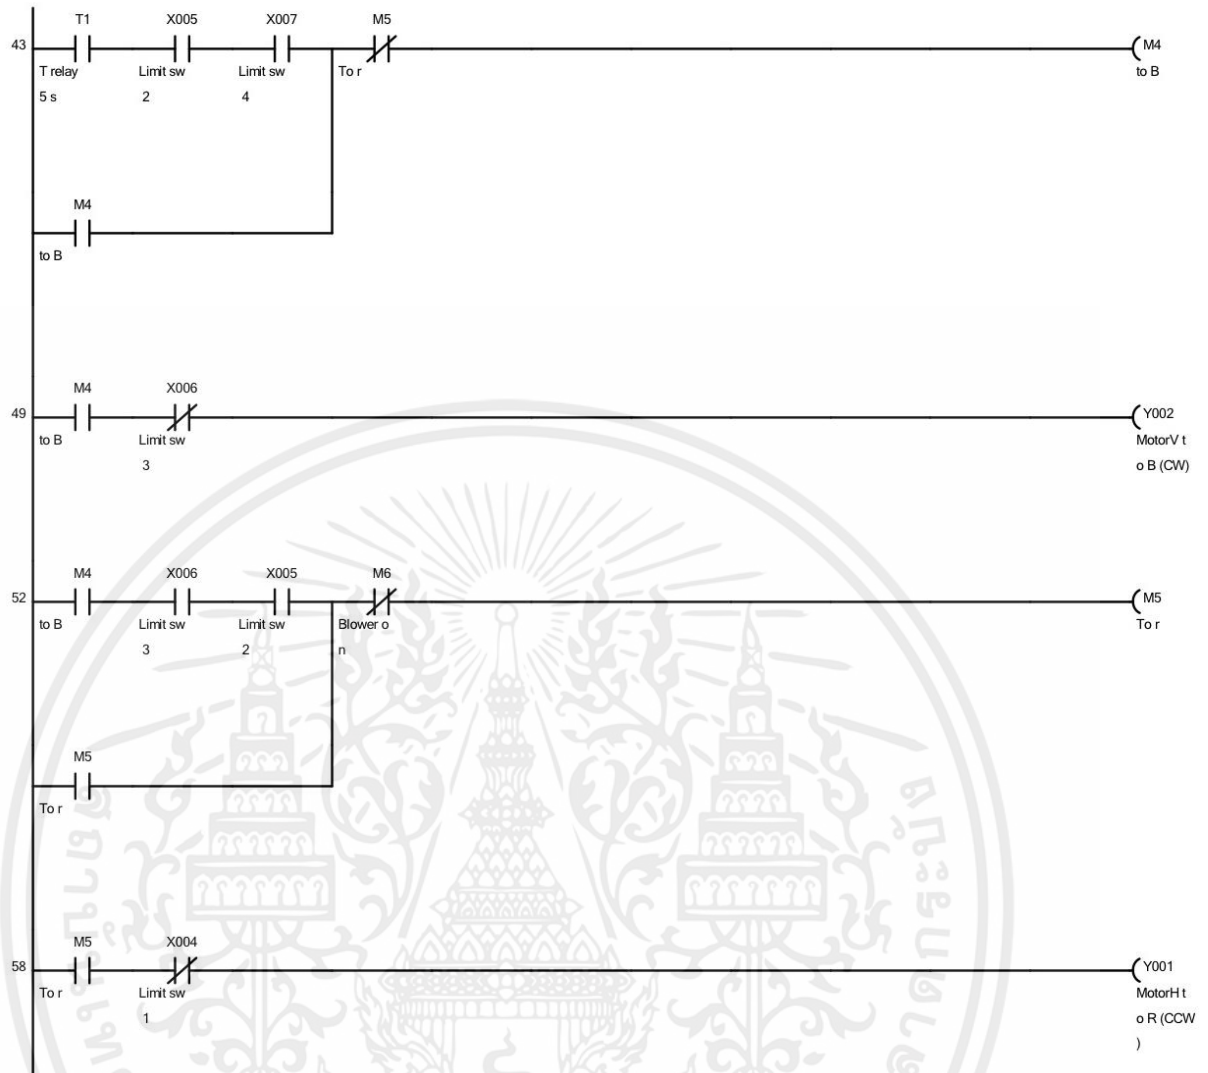 T1 X005 X007 M5
43 M4
T relay Limit sw Limit sw To r to B
5 s 2 4
M4
to B
M4 X006
49 Y002
to B Limit sw MotorV t
3 o B (CW)
M4 X006 X005 M6
52 M5
to B Limit sw Limit sw Blower o To r
3 2 n
M5
To r
M5 X004
58 Y001
To r Limit sw MotorH t
1 o R (CCW
)